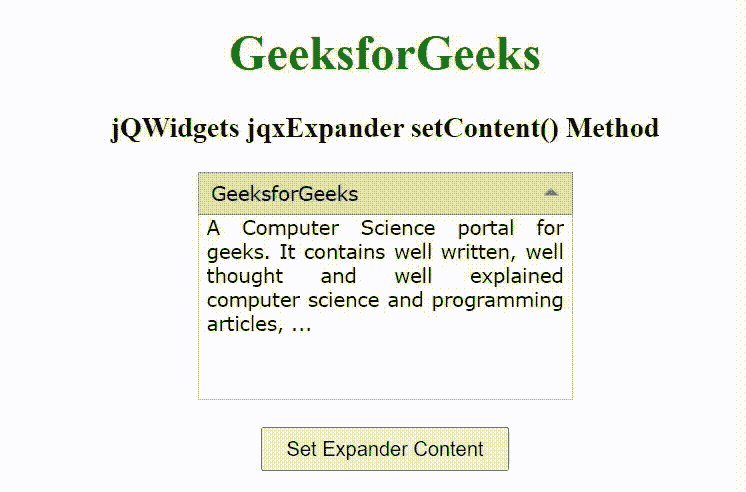 GeeksforGeeks
jQWidgets jqxExpander setContent() Method
GeeksforGeeks
A Computer Science portal for
geeks. It contains well written, well
thought and well explained
computer science and programming
articles, ...
Set Expander Content